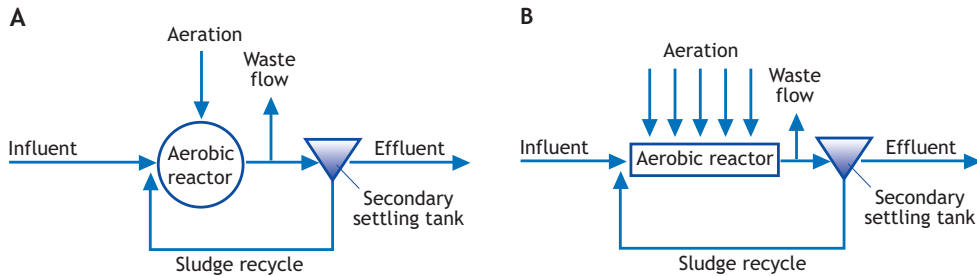 A
Aeration
Waste
flow
Influent
Aerobic
reactor
Effluent
Secondary
settling tank
Sludge recycle
B
Aeration
Waste
flow
Influent
Aerobic reactor
Effluent
Secondary
settling tank
Sludge recycle